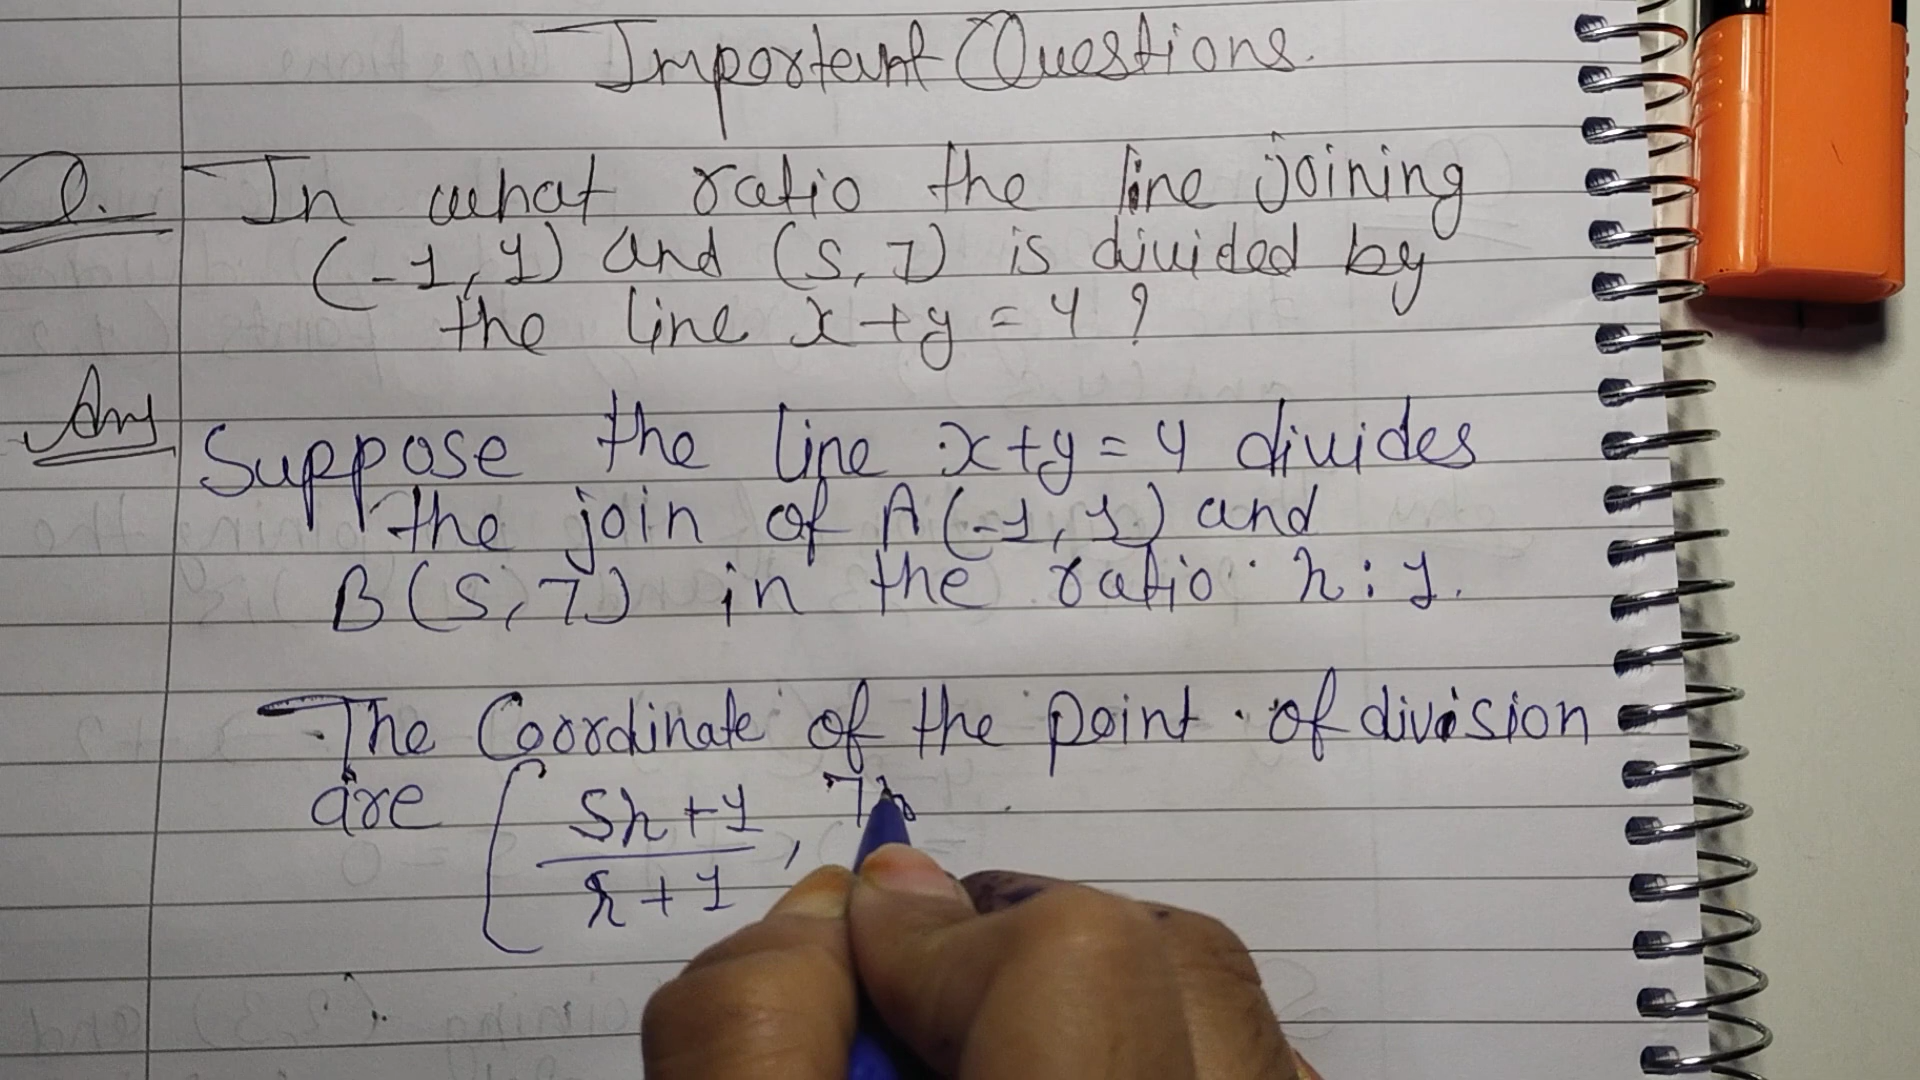 Important Questions.
Q. In what ratio the line joining
(-1, 1) and (5, 7) is divided by
the line x+y=4?
Ans Suppose the line x+y=4 divides
the join of A(-1, 1) and
B(5, 7) in the ratio λ:1.
The Coordinate of the point of division
are ( 5λ+1 / λ+1 , 7λ